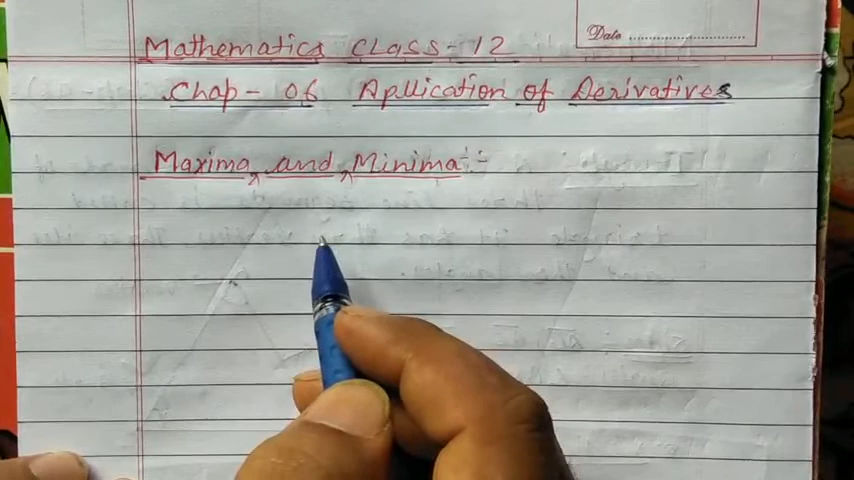 Date ........................
Mathematics Class - 12
Chap - 06 Application of Derivatives
Maxima and Minima :-